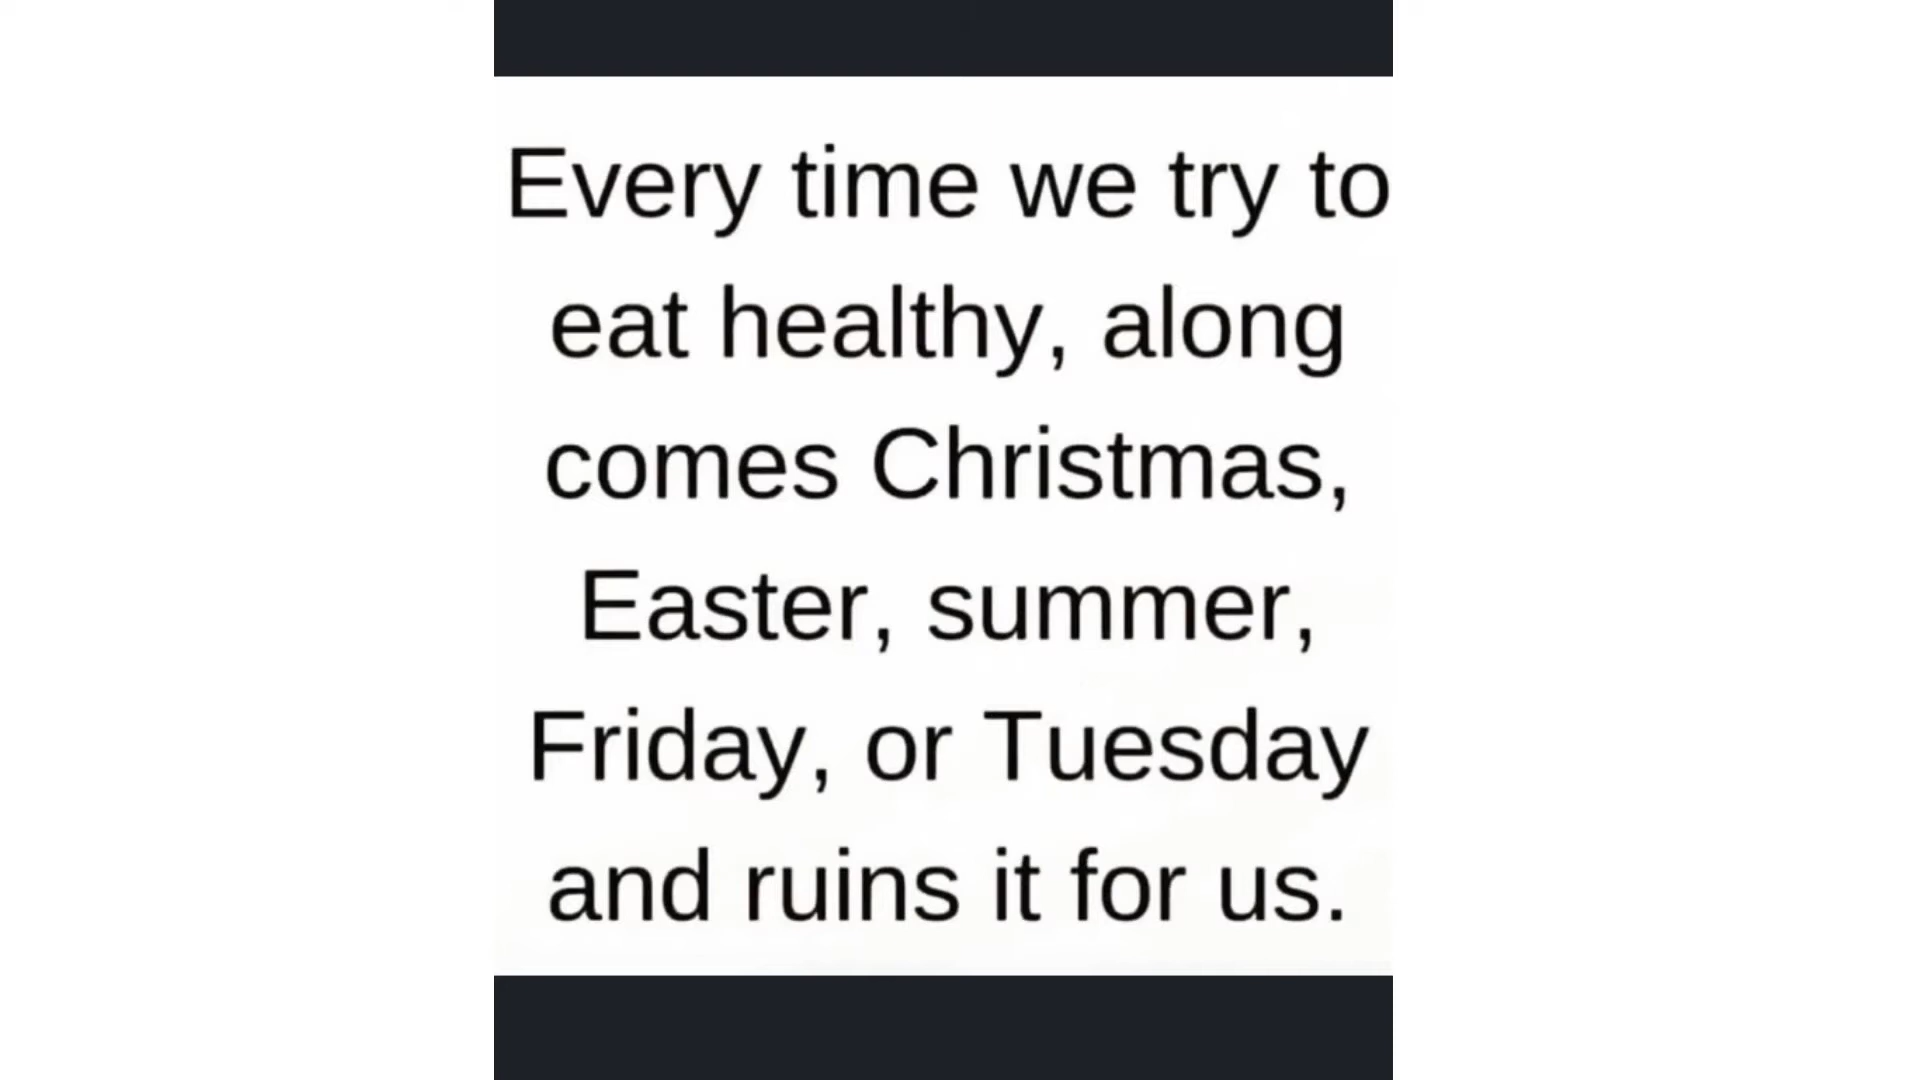 Every time we try to
eat healthy, along
comes Christmas,
Easter, summer,
Friday, or Tuesday
and ruins it for us.